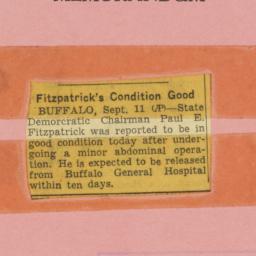 MEMORANDUM
Fitzpatrick's Condition Good
BUFFALO, Sept. 11 (AP)—State
Demorcratic Chairman Paul E.
Fitzpatrick was reported to be in
good condition today after under-
going a minor abdominal opera-
tion. He is expected to be released
from Buffalo General Hospital
within ten days.